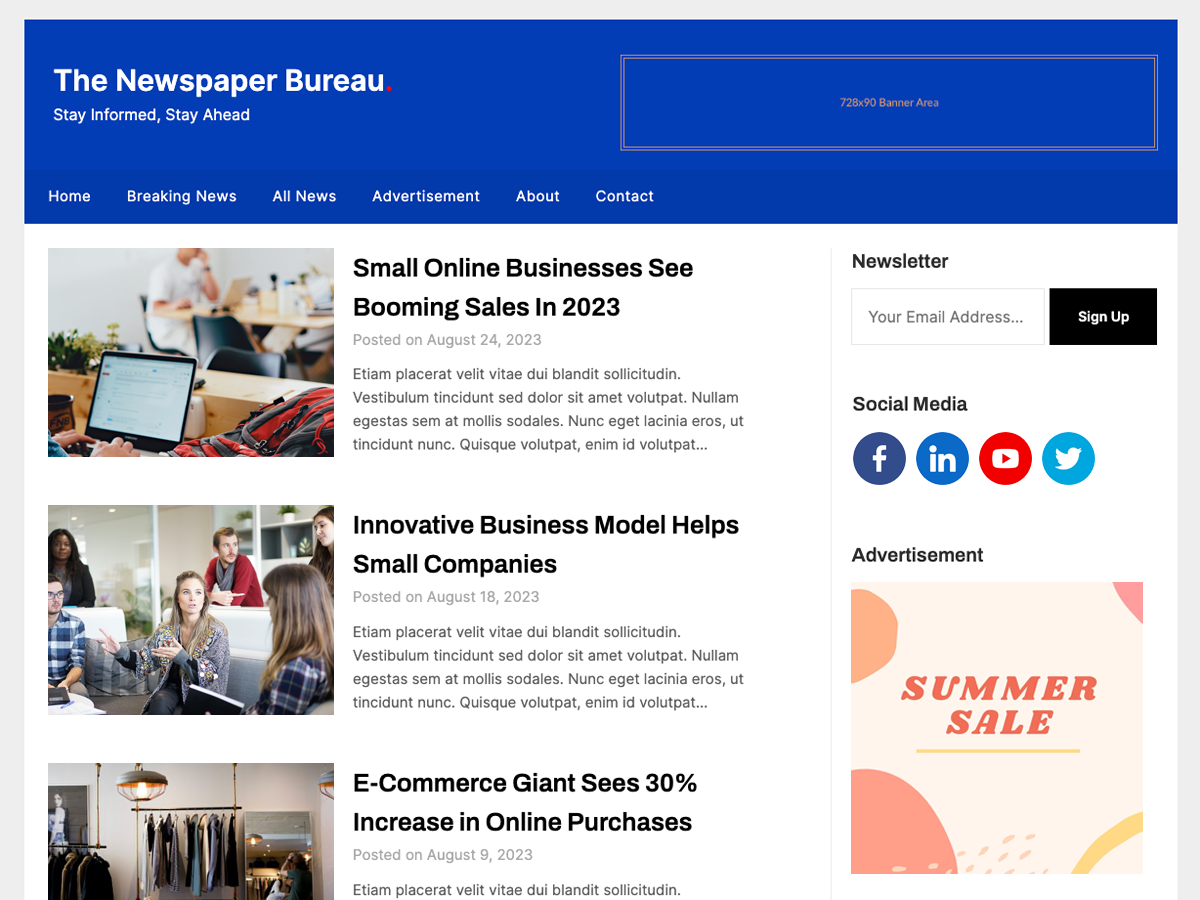 The Newspaper Bureau.
Stay Informed, Stay Ahead
728x90 Banner Area
Home Breaking News All News Advertisement About Contact
Small Online Businesses See
Booming Sales In 2023
Posted on August 24, 2023
Etiam placerat velit vitae dui blandit sollicitudin.
Vestibulum tincidunt sed dolor sit amet volutpat. Nullam
egestas sem at mollis sodales. Nunc eget lacinia eros, ut
tincidunt nunc. Quisque volutpat, enim id volutpat...
Innovative Business Model Helps
Small Companies
Posted on August 18, 2023
Etiam placerat velit vitae dui blandit sollicitudin.
Vestibulum tincidunt sed dolor sit amet volutpat. Nullam
egestas sem at mollis sodales. Nunc eget lacinia eros, ut
tincidunt nunc. Quisque volutpat, enim id volutpat...
E-Commerce Giant Sees 30%
Increase in Online Purchases
Posted on August 9, 2023
Etiam placerat velit vitae dui blandit sollicitudin.
Newsletter
Your Email Address...
Sign Up
Social Media
Advertisement
SUMMER
SALE